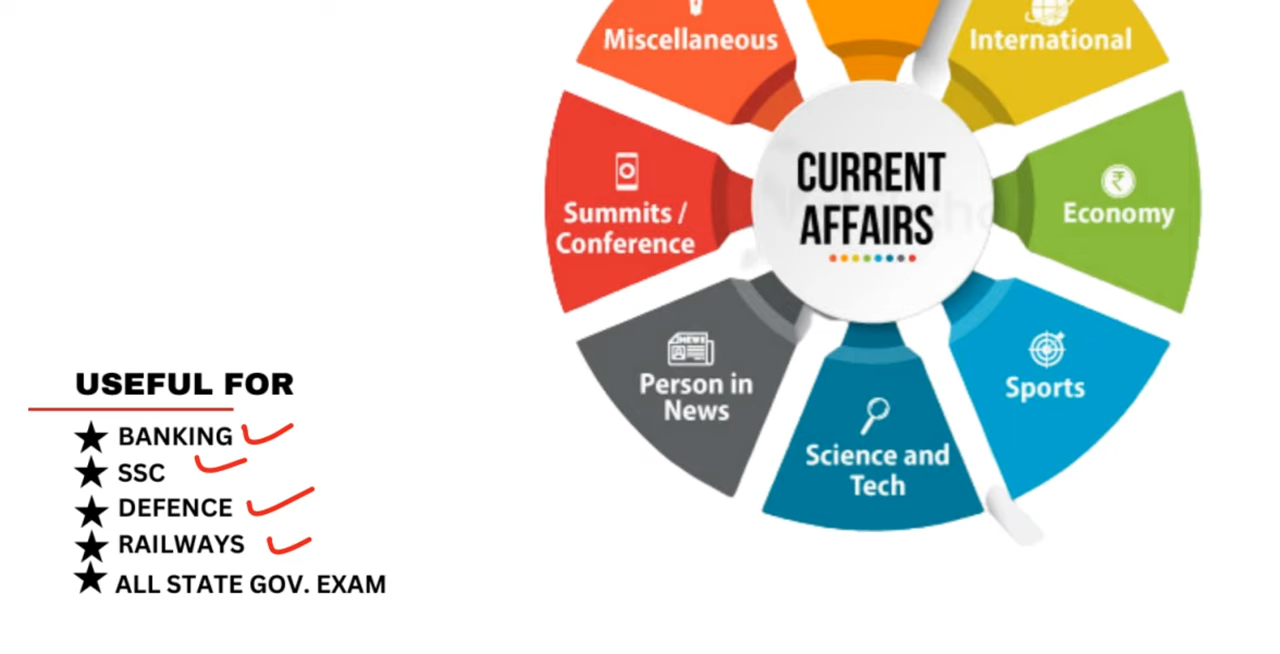 Miscellaneous
International
CURRENT
AFFAIRS
Summits /
Conference
₹
Economy
NEWS
Person in
News
Sports
Science and
Tech
USEFUL FOR
BANKING
SSC
DEFENCE
RAILWAYS
ALL STATE GOV. EXAM